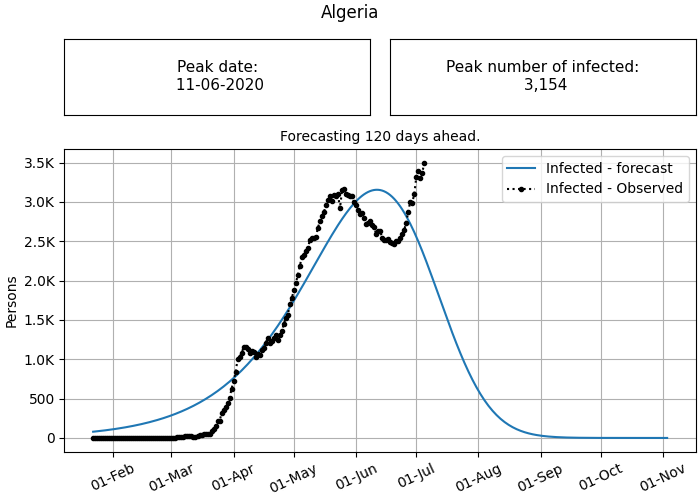 Algeria
Peak date:
11-06-2020
Peak number of infected:
3,154
Forecasting 120 days ahead.
3.5K
3.0K
2.5K
2.0K
1.5K
1.0K
500
0
Persons
Infected - forecast
Infected - Observed
01-Feb
01-Mar
01-Apr
01-May
01-Jun
01-Jul
01-Aug
01-Sep
01-Oct
01-Nov